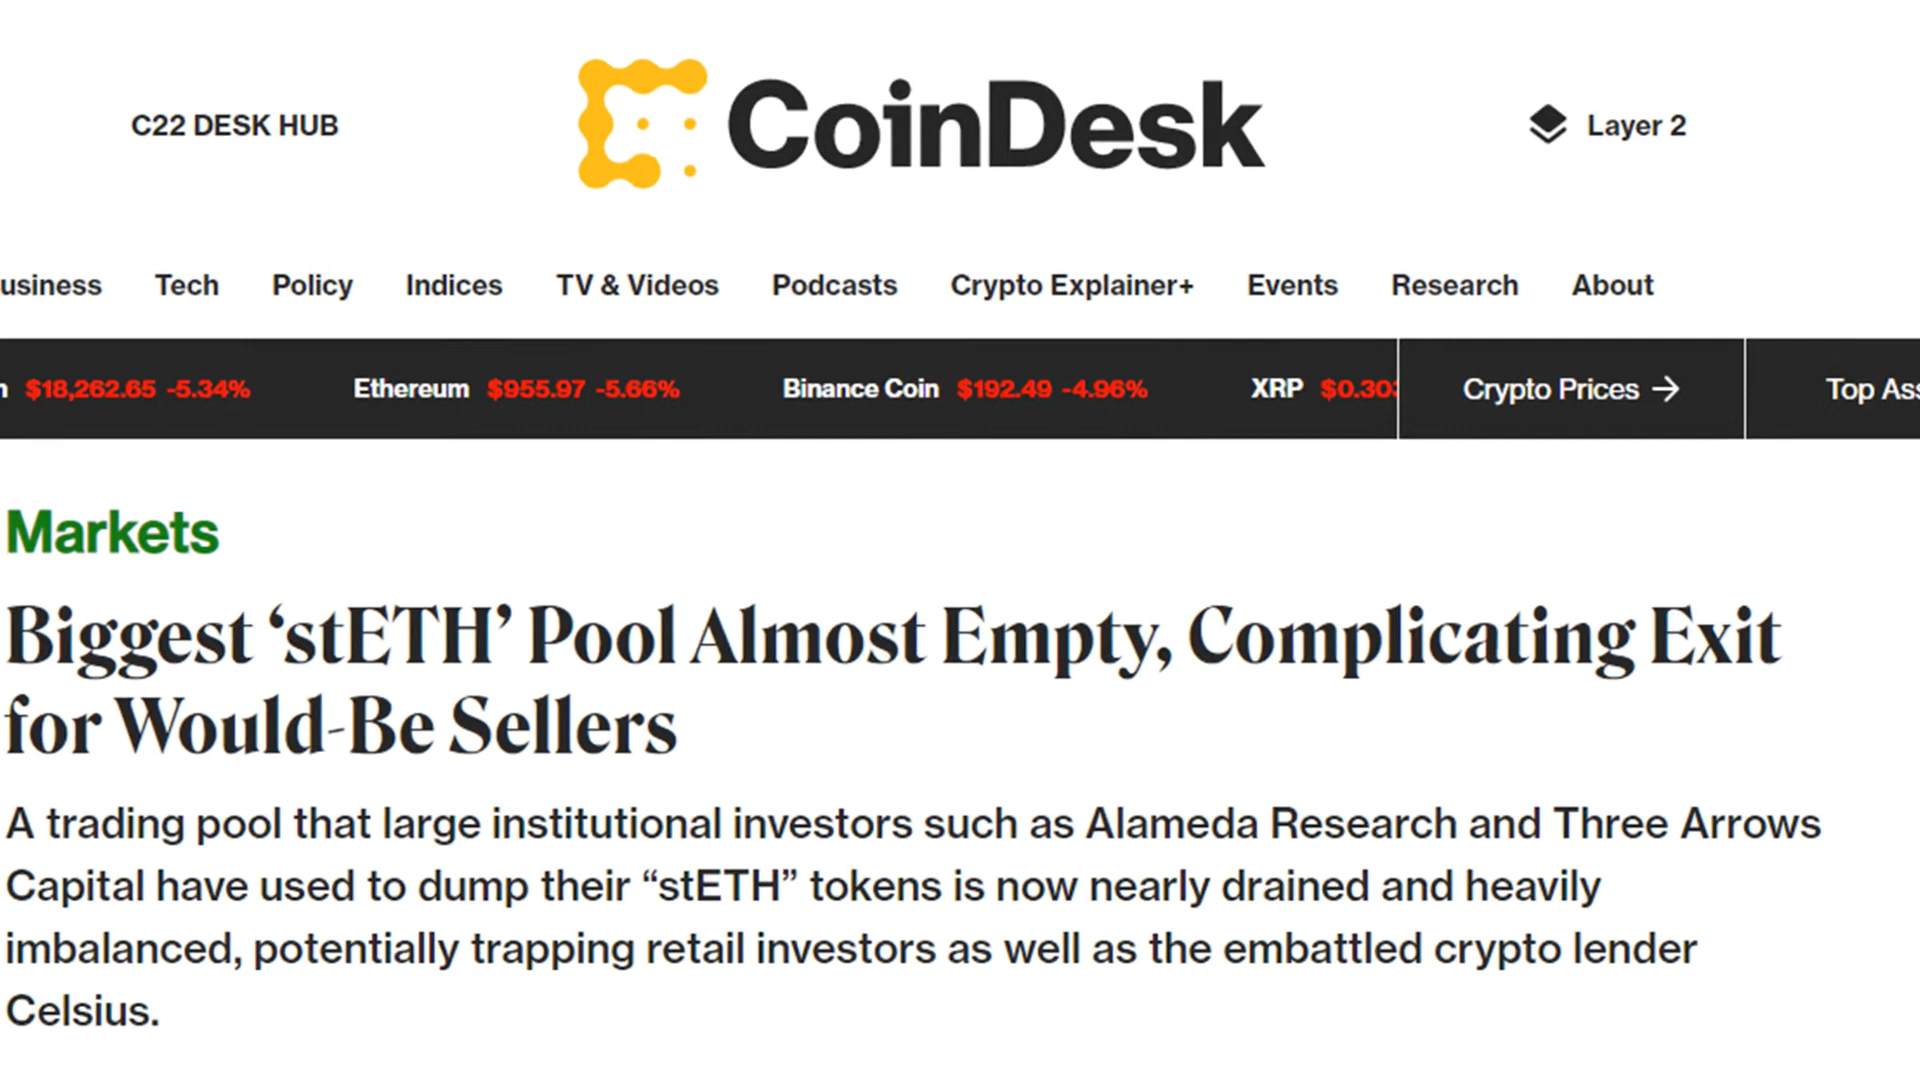 C22 DESK HUB
CoinDesk
Layer 2
usiness Tech Policy Indices TV & Videos Podcasts Crypto Explainer+ Events Research About
n $18,262.65 -5.34% Ethereum $955.97 -5.66% Binance Coin $192.49 -4.96% XRP $0.30 Crypto Prices → Top Ass
Markets
Biggest ‘stETH’ Pool Almost Empty, Complicating Exit
for Would-Be Sellers
A trading pool that large institutional investors such as Alameda Research and Three Arrows
Capital have used to dump their “stETH” tokens is now nearly drained and heavily
imbalanced, potentially trapping retail investors as well as the embattled crypto lender
Celsius.